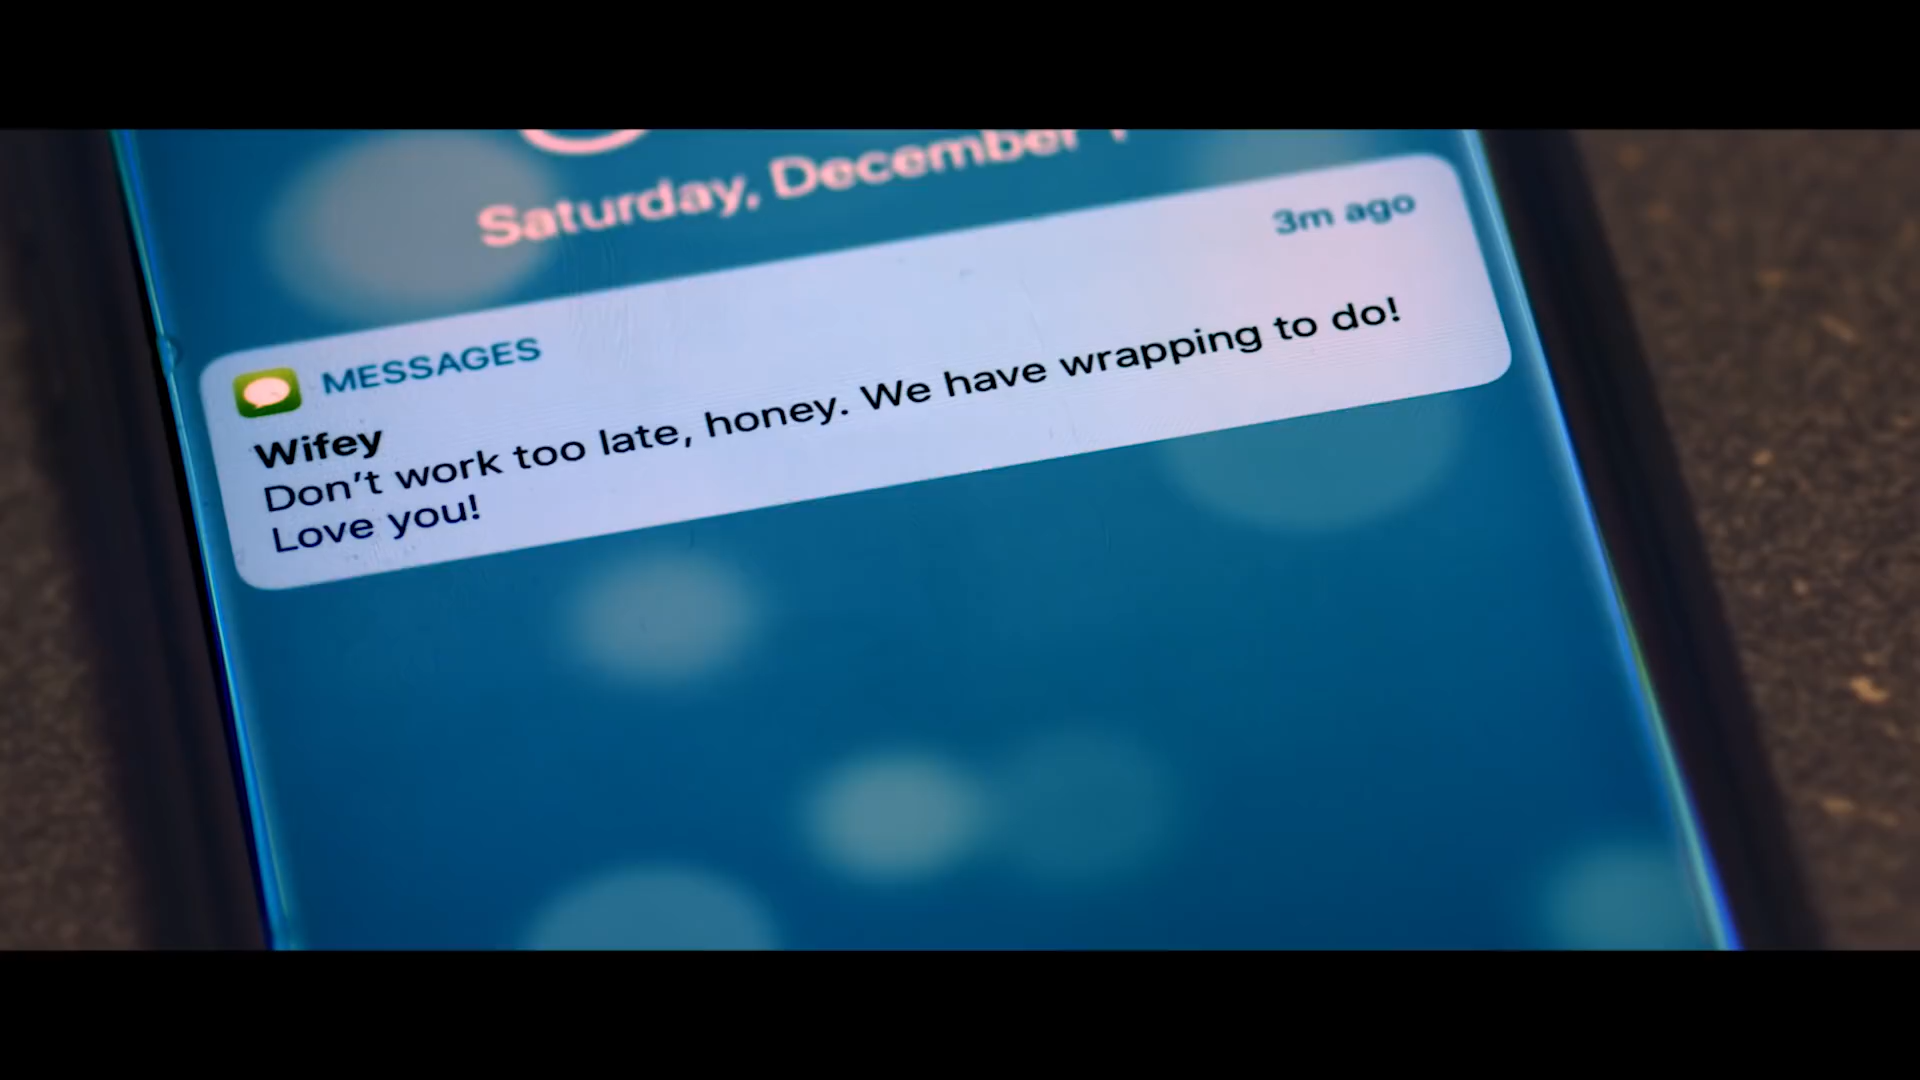 Saturday, December
3m ago
MESSAGES
Wifey
Don't work too late, honey. We have wrapping to do!
Love you!